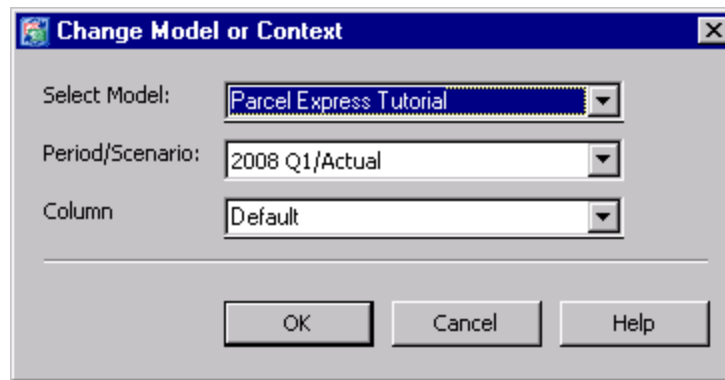 Change Model or Context
Select Model: Parcel Express Tutorial
Period/Scenario: 2008 Q1/Actual
Column Default
OK Cancel Help